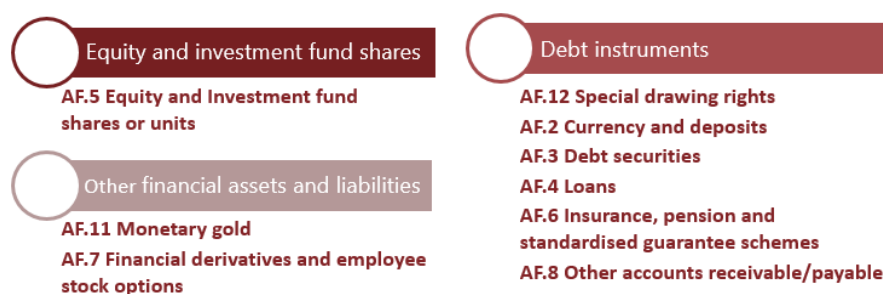 Equity and investment fund shares
AF.5 Equity and Investment fund
shares or units
Other financial assets and liabilities
AF.11 Monetary gold
AF.7 Financial derivatives and employee
stock options
Debt instruments
AF.12 Special drawing rights
AF.2 Currency and deposits
AF.3 Debt securities
AF.4 Loans
AF.6 Insurance, pension and
standardised guarantee schemes
AF.8 Other accounts receivable/payable